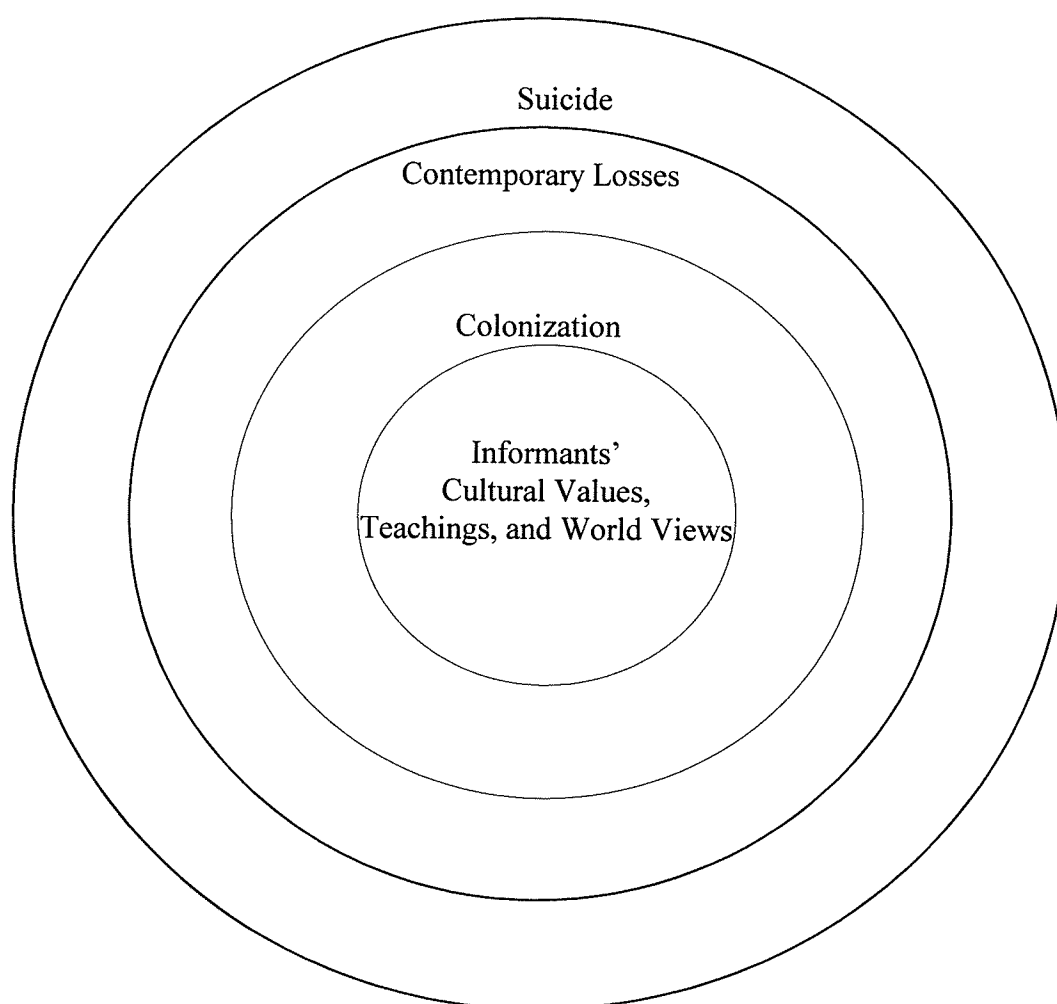 Suicide
Contemporary Losses
Colonization
Informants’
Cultural Values,
Teachings, and World Views